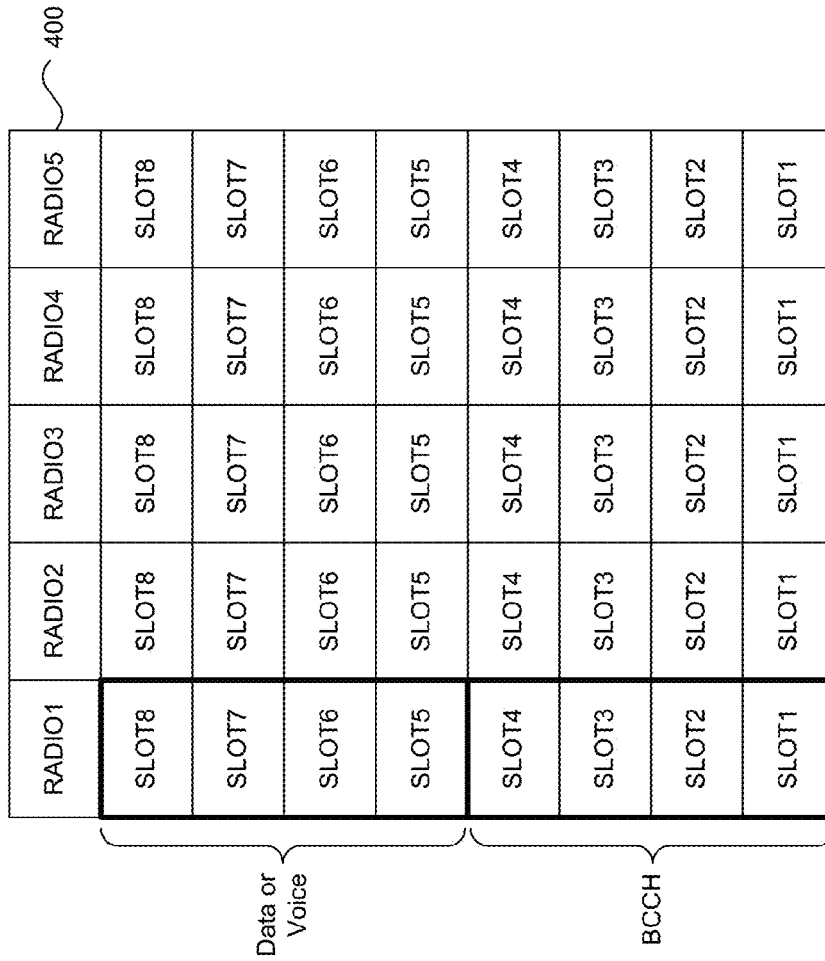 BCCH
Data or
Voice
SLOT1 SLOT2 SLOT3 SLOT4 SLOT5 SLOT6 SLOT7 SLOT8 RADIO1
SLOT1 SLOT2 SLOT3 SLOT4 SLOT5 SLOT6 SLOT7 SLOT8 RADIO2
SLOT1 SLOT2 SLOT3 SLOT4 SLOT5 SLOT6 SLOT7 SLOT8 RADIO3
SLOT1 SLOT2 SLOT3 SLOT4 SLOT5 SLOT6 SLOT7 SLOT8 RADIO4
SLOT1 SLOT2 SLOT3 SLOT4 SLOT5 SLOT6 SLOT7 SLOT8 RADIO5
400